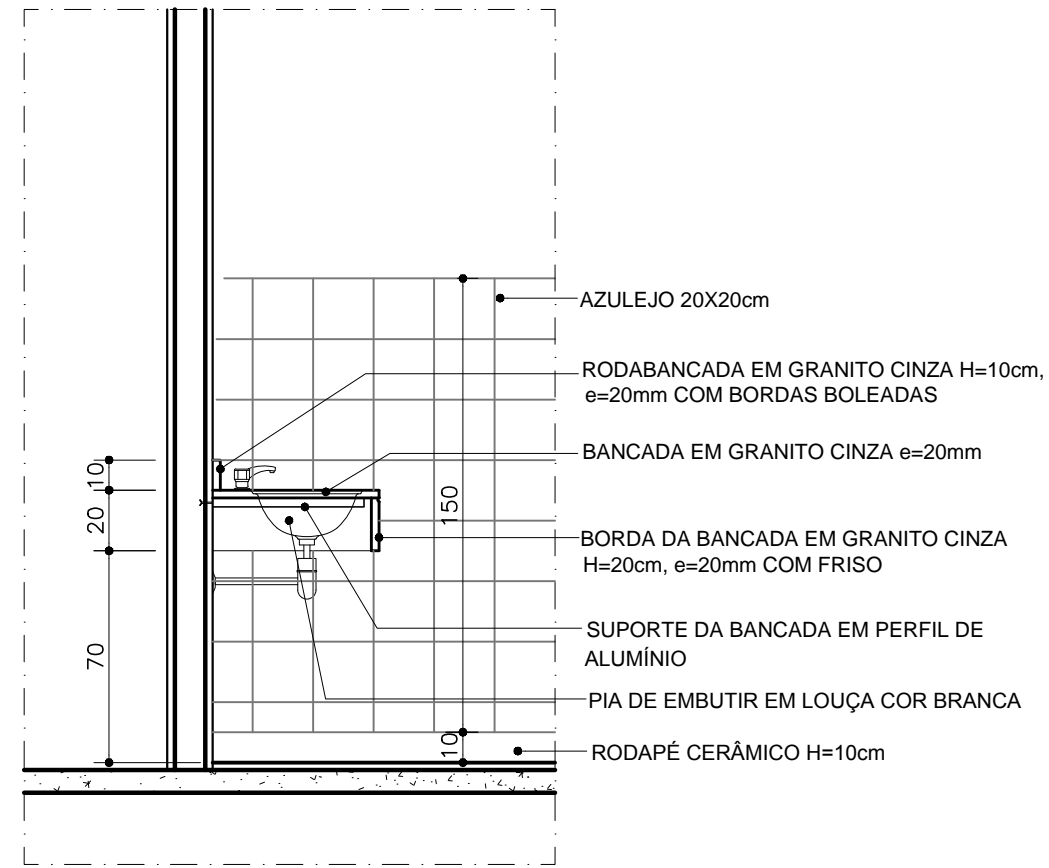 AZULEJO 20X20cm
RODABANCADA EM GRANITO CINZA H=10cm,
e=20mm COM BORDAS BOLEADAS
BANCADA EM GRANITO CINZA e=20mm
10
20
150
BORDA DA BANCADA EM GRANITO CINZA
H=20cm, e=20mm COM FRISO
SUPORTE DA BANCADA EM PERFIL DE
ALUMÍNIO
70
PIA DE EMBUTIR EM LOUÇA COR BRANCA
10
RODAPÉ CERÂMICO H=10cm